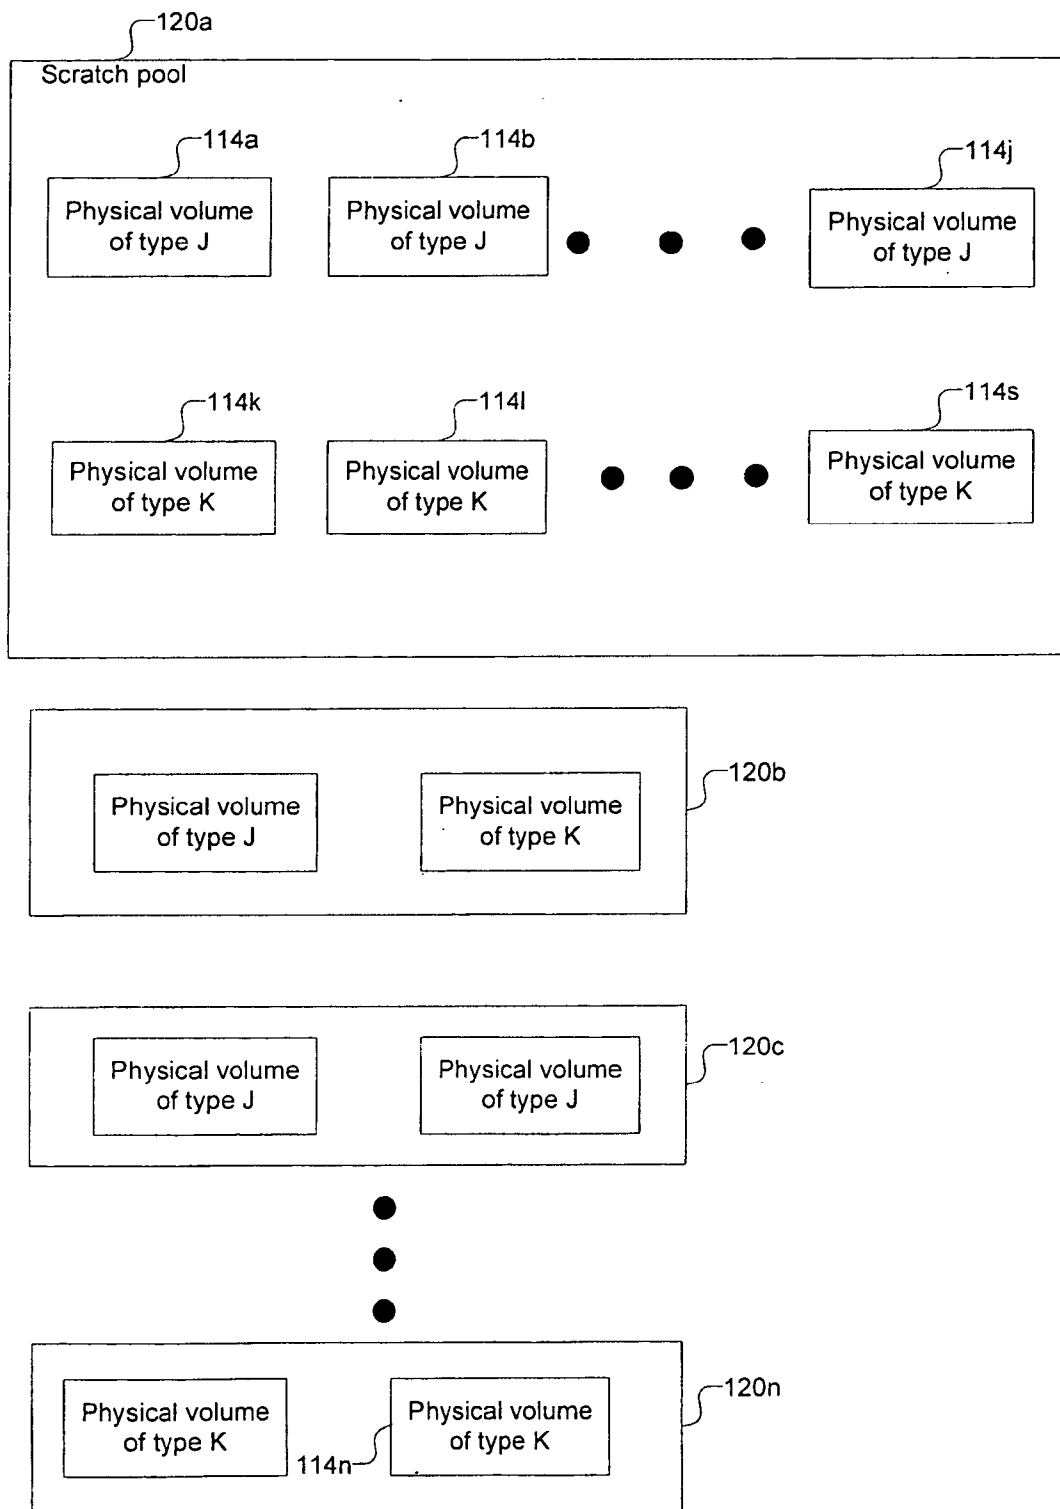 120a
Scratch pool
114a
114b
114j
Physical volume
of type J
Physical volume
of type J
Physical volume
of type J
114k
114l
114s
Physical volume
of type K
Physical volume
of type K
Physical volume
of type K
120b
Physical volume
of type J
Physical volume
of type K
120c
Physical volume
of type J
Physical volume
of type J
120n
Physical volume
of type K
Physical volume
of type K
114n